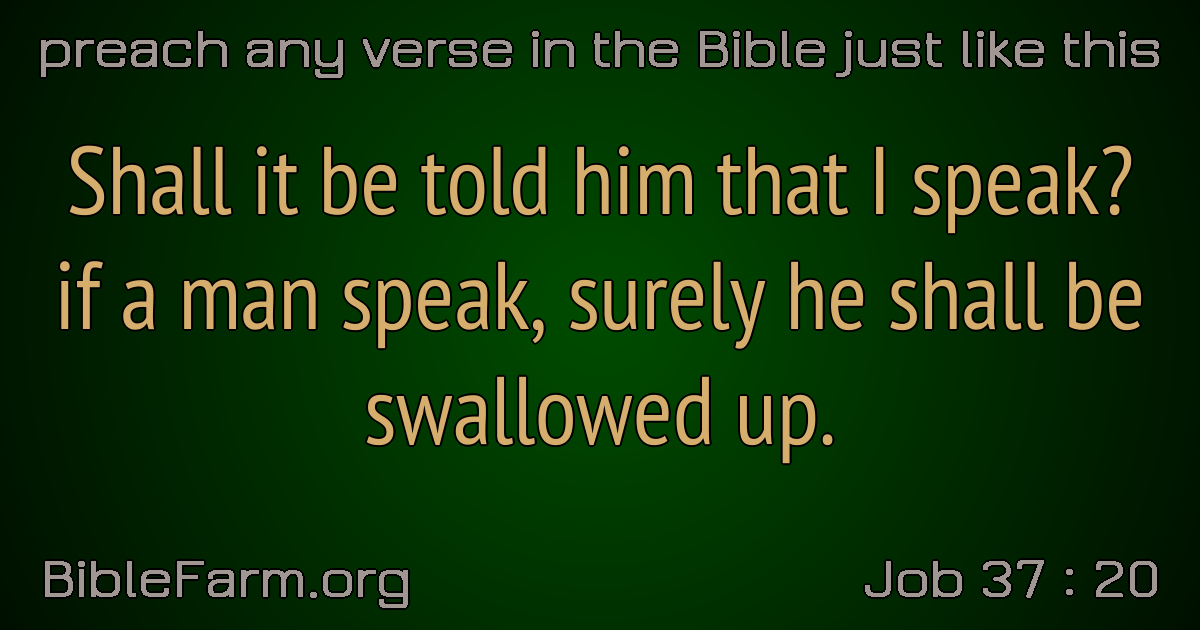 preach any verse in the Bible just like this
Shall it be told him that I speak?
if a man speak, surely he shall be
swallowed up.
BibleFarm.org
Job 37 : 20